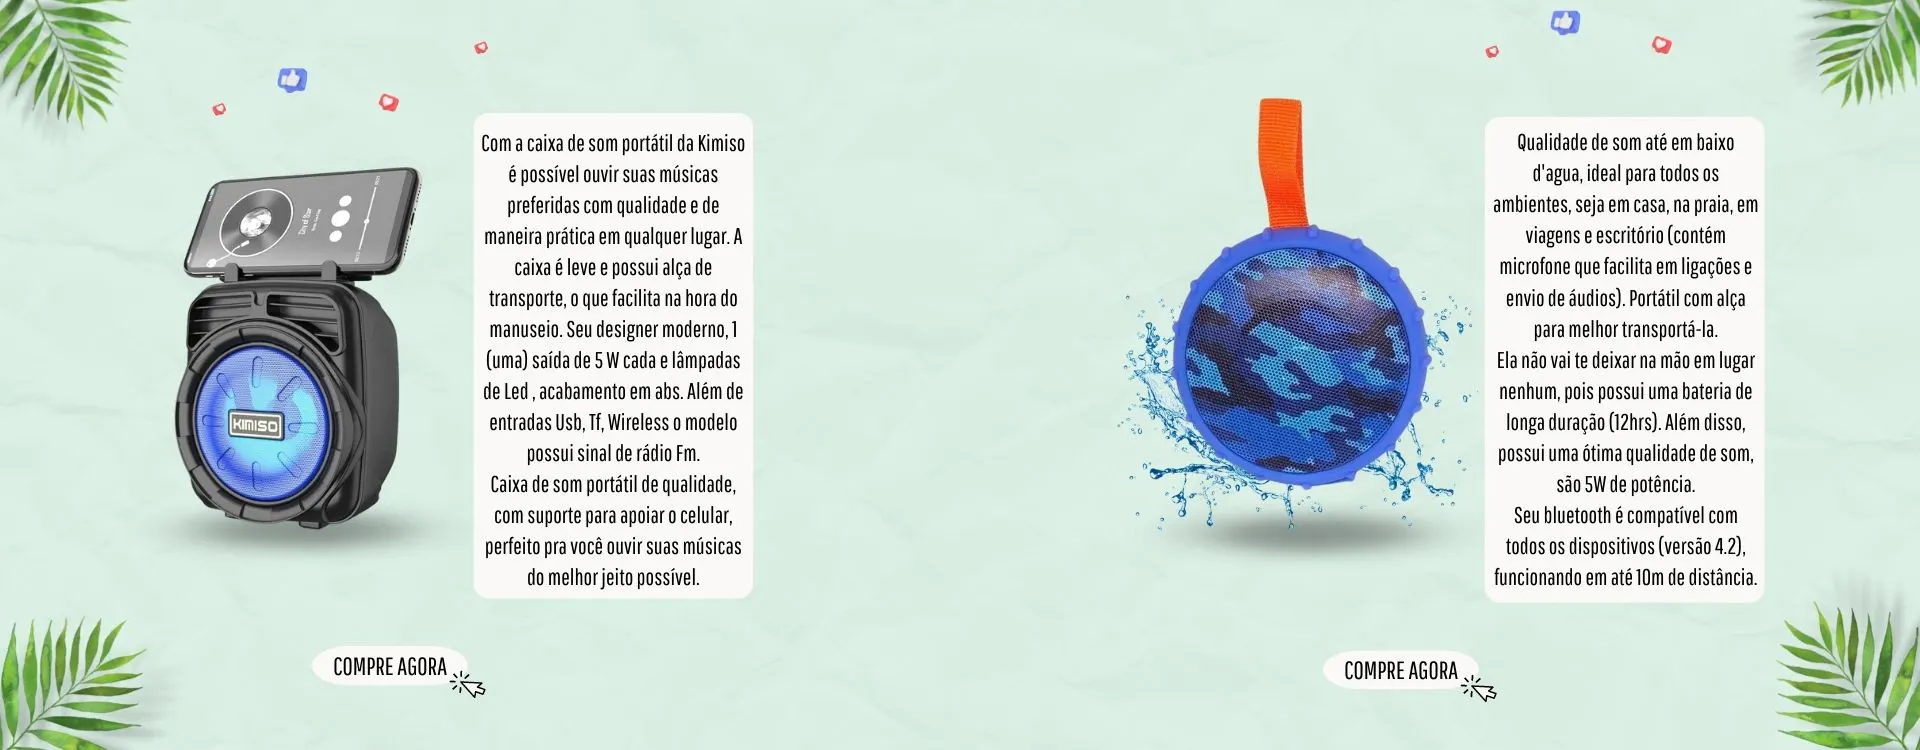 Com a caixa de som portátil da Kimiso
é possível ouvir suas músicas
preferidas com qualidade e de
maneira prática em qualquer lugar. A
caixa é leve e possui alça de
transporte, o que facilita na hora do
manuseio. Seu designer moderno, 1
(uma) saída de 5 W cada e lâmpadas
de Led , acabamento em abs. Além de
entradas Usb, Tf, Wireless o modelo
possui sinal de rádio Fm.
Caixa de som portátil de qualidade,
com suporte para apoiar o celular,
perfeito pra você ouvir suas músicas
do melhor jeito possível.
KIMISO
COMPRE AGORA
Qualidade de som até em baixo
d'agua, ideal para todos os
ambientes, seja em casa, na praia, em
viagens e escritório (contém
microfone que facilita em ligações e
envio de áudios). Portátil com alça
para melhor transportá-la.
Ela não vai te deixar na mão em lugar
nenhum, pois possui uma bateria de
longa duração (12hrs). Além disso,
possui uma ótima qualidade de som,
são 5W de potência.
Seu bluetooth é compatível com
todos os dispositivos (versão 4.2),
funcionando em até 10m de distância.
COMPRE AGORA